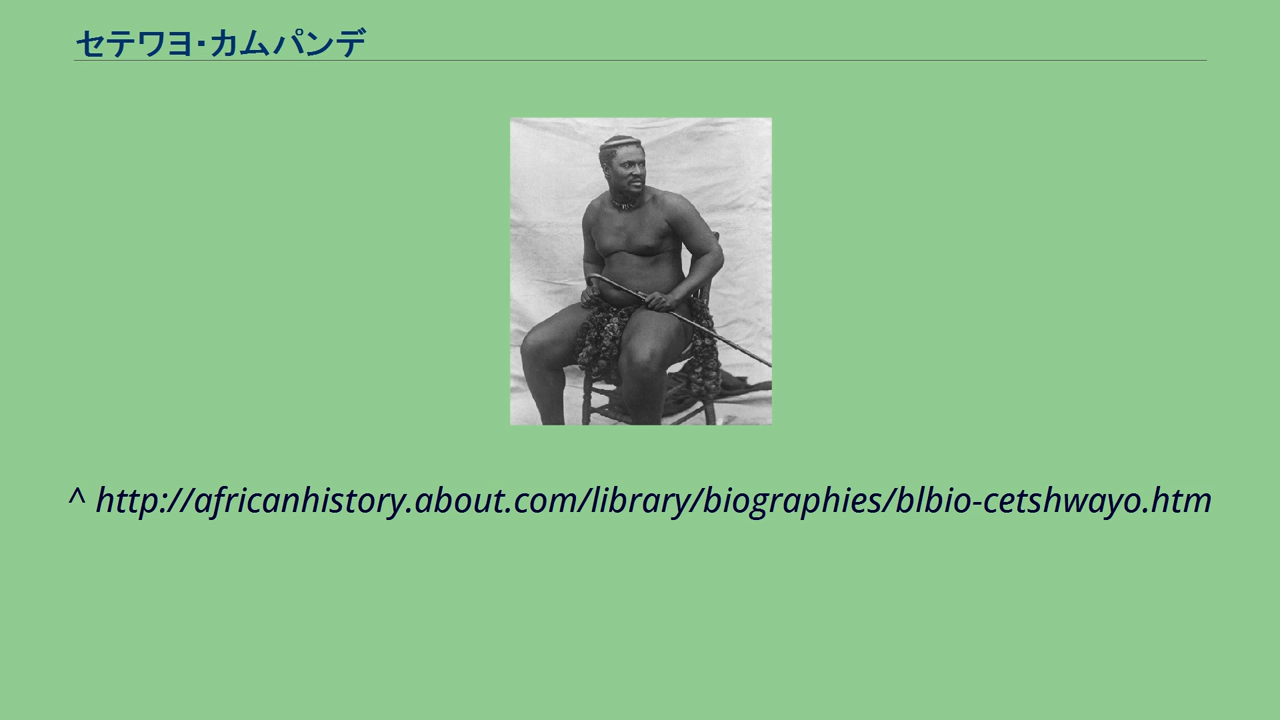 セテワヨ・カムパンデ
^ http://africanhistory.about.com/library/biographies/blbio-cetshwayo.htm